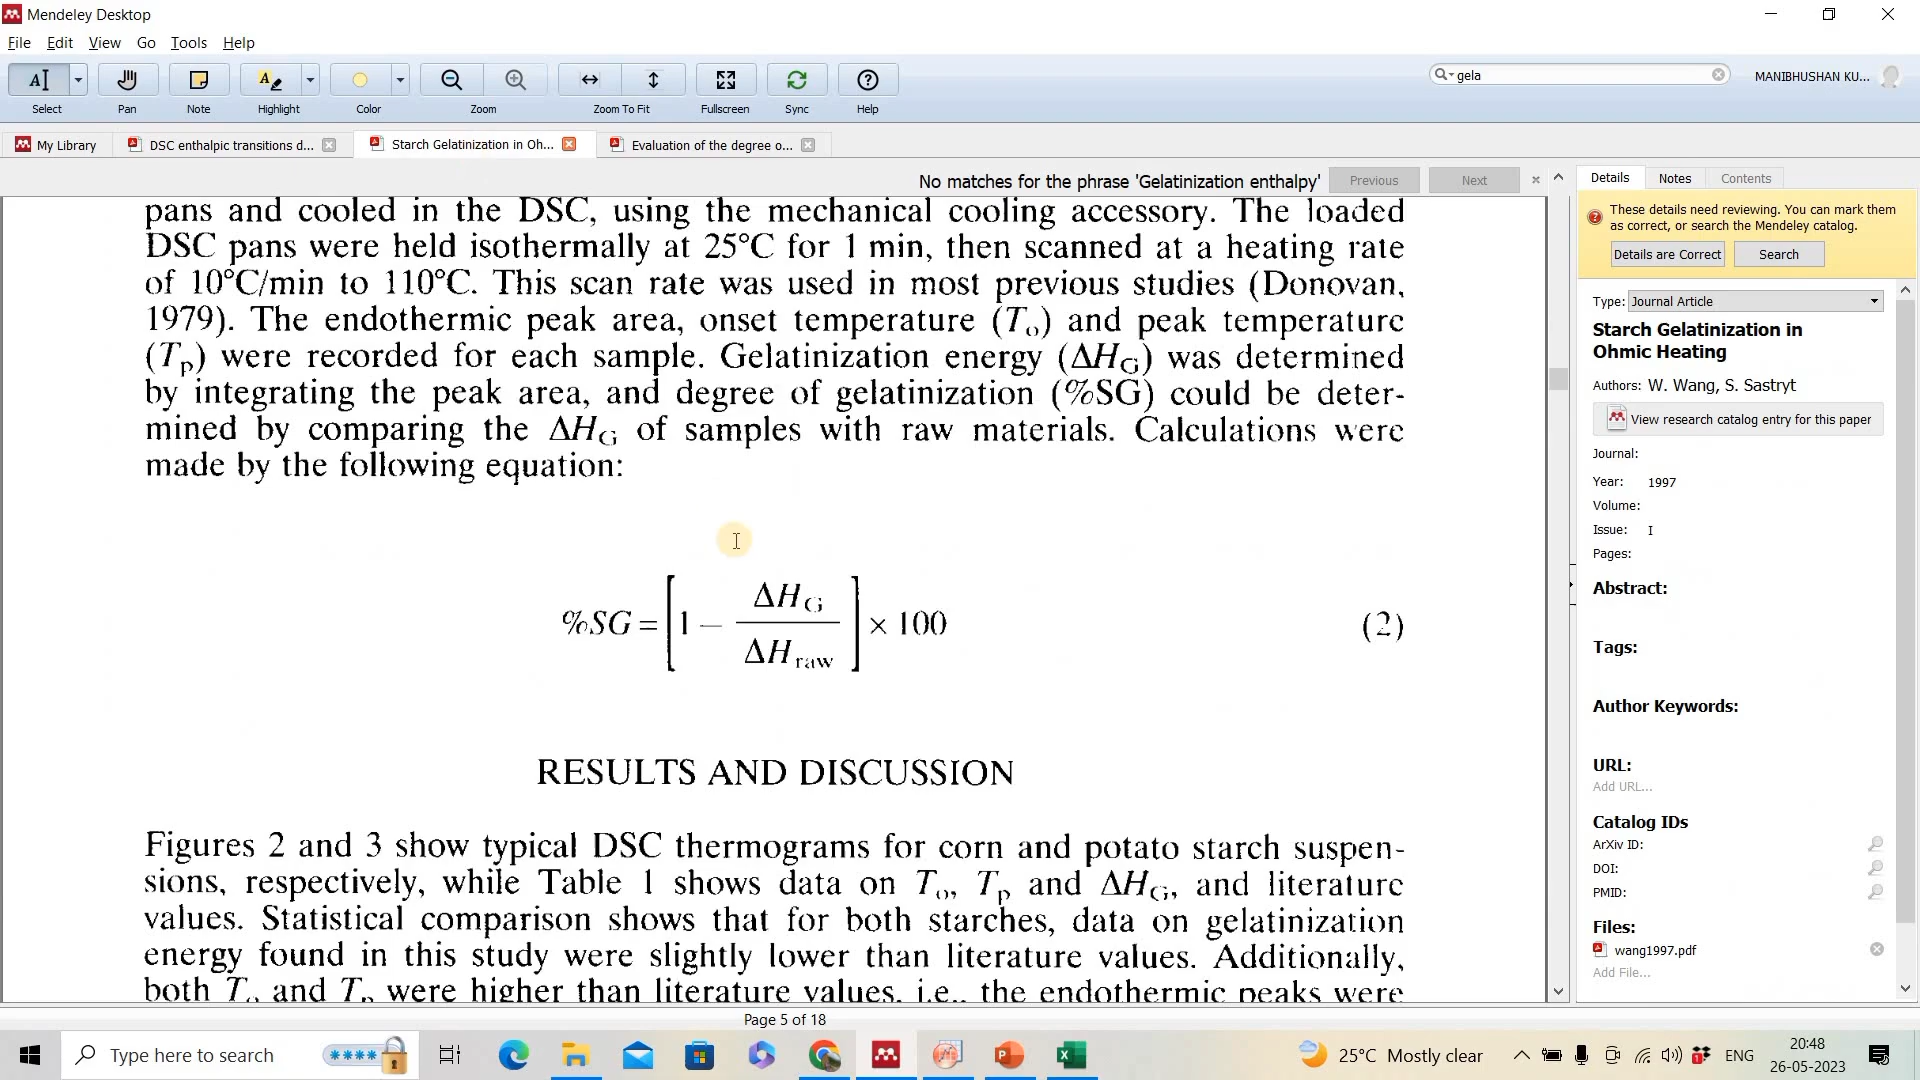 Mendeley Desktop
File Edit View Go Tools Help
Select Pan Note Highlight Color Zoom Zoom To Fit Fullscreen Sync Help
gela
MANIBHUSHAN KU...
My Library
DSC enthalpic transitions d...
Starch Gelatinization in Oh...
Evaluation of the degree o...
No matches for the phrase 'Gelatinization enthalpy' Previous Next
pans and cooled in the DSC, using the mechanical cooling accessory. The loaded
DSC pans were held isothermally at 25°C for 1 min, then scanned at a heating rate
of 10°C/min to 110°C. This scan rate was used in most previous studies (Donovan,
1979). The endothermic peak area, onset temperature (To) and peak temperature
(Tp) were recorded for each sample. Gelatinization energy (ΔHG) was determined
by integrating the peak area, and degree of gelatinization (%SG) could be deter-
mined by comparing the ΔHG of samples with raw materials. Calculations were
made by the following equation:
%SG = [1 − ΔHG / ΔHraw] × 100 (2)
RESULTS AND DISCUSSION
Figures 2 and 3 show typical DSC thermograms for corn and potato starch suspen-
sions, respectively, while Table 1 shows data on To, Tp and ΔHG, and literature
values. Statistical comparison shows that for both starches, data on gelatinization
energy found in this study were slightly lower than literature values. Additionally,
both To and Tp were higher than literature values, i.e., the endothermic peaks were
Page 5 of 18
Details Notes Contents
These details need reviewing. You can mark them
as correct, or search the Mendeley catalog.
Details are Correct Search
Type: Journal Article
Starch Gelatinization in
Ohmic Heating
Authors: W. Wang, S. Sastryt
View research catalog entry for this paper
Journal:
Year: 1997
Volume:
Issue: I
Pages:
Abstract:
Tags:
Author Keywords:
URL:
Add URL...
Catalog IDs
ArXiv ID:
DOI:
PMID:
Files:
wang1997.pdf
Add File...
Type here to search
25°C Mostly clear
ENG
20:48
26-05-2023